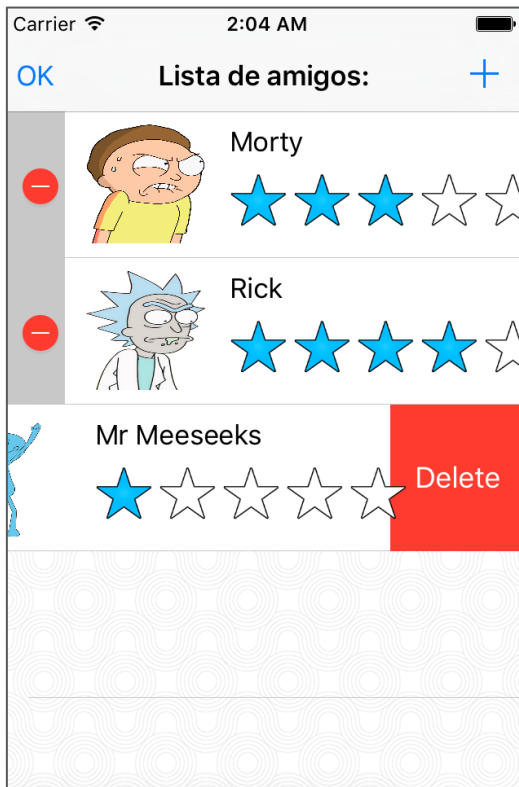 Carrier 2:04 AM
OK Lista de amigos: +
Morty
Rick
Mr Meeseeks
Delete